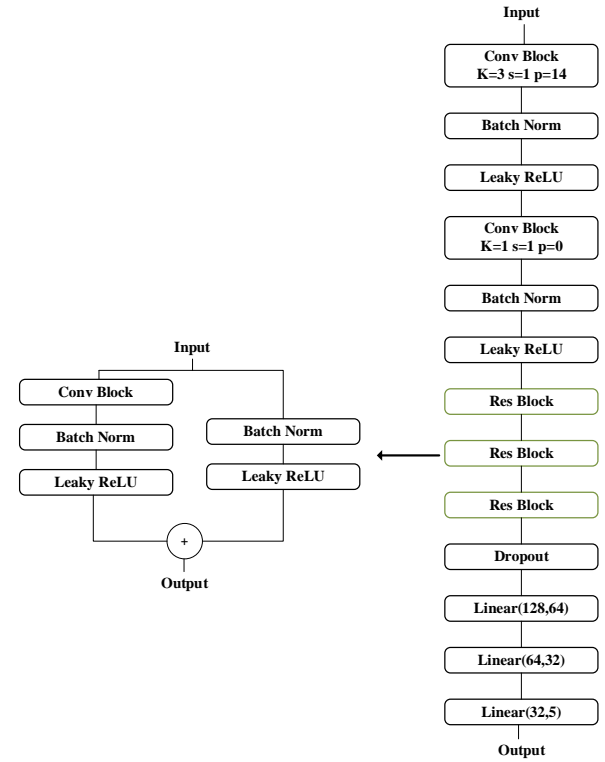 Input
Conv Block
K=3 s=1 p=14
Batch Norm
Leaky ReLU
Conv Block
K=1 s=1 p=0
Batch Norm
Leaky ReLU
Res Block
Res Block
Res Block
Dropout
Linear(128,64)
Linear(64,32)
Linear(32,5)
Output
Input
Conv Block
Batch Norm
Leaky ReLU
Batch Norm
Leaky ReLU
+
Output